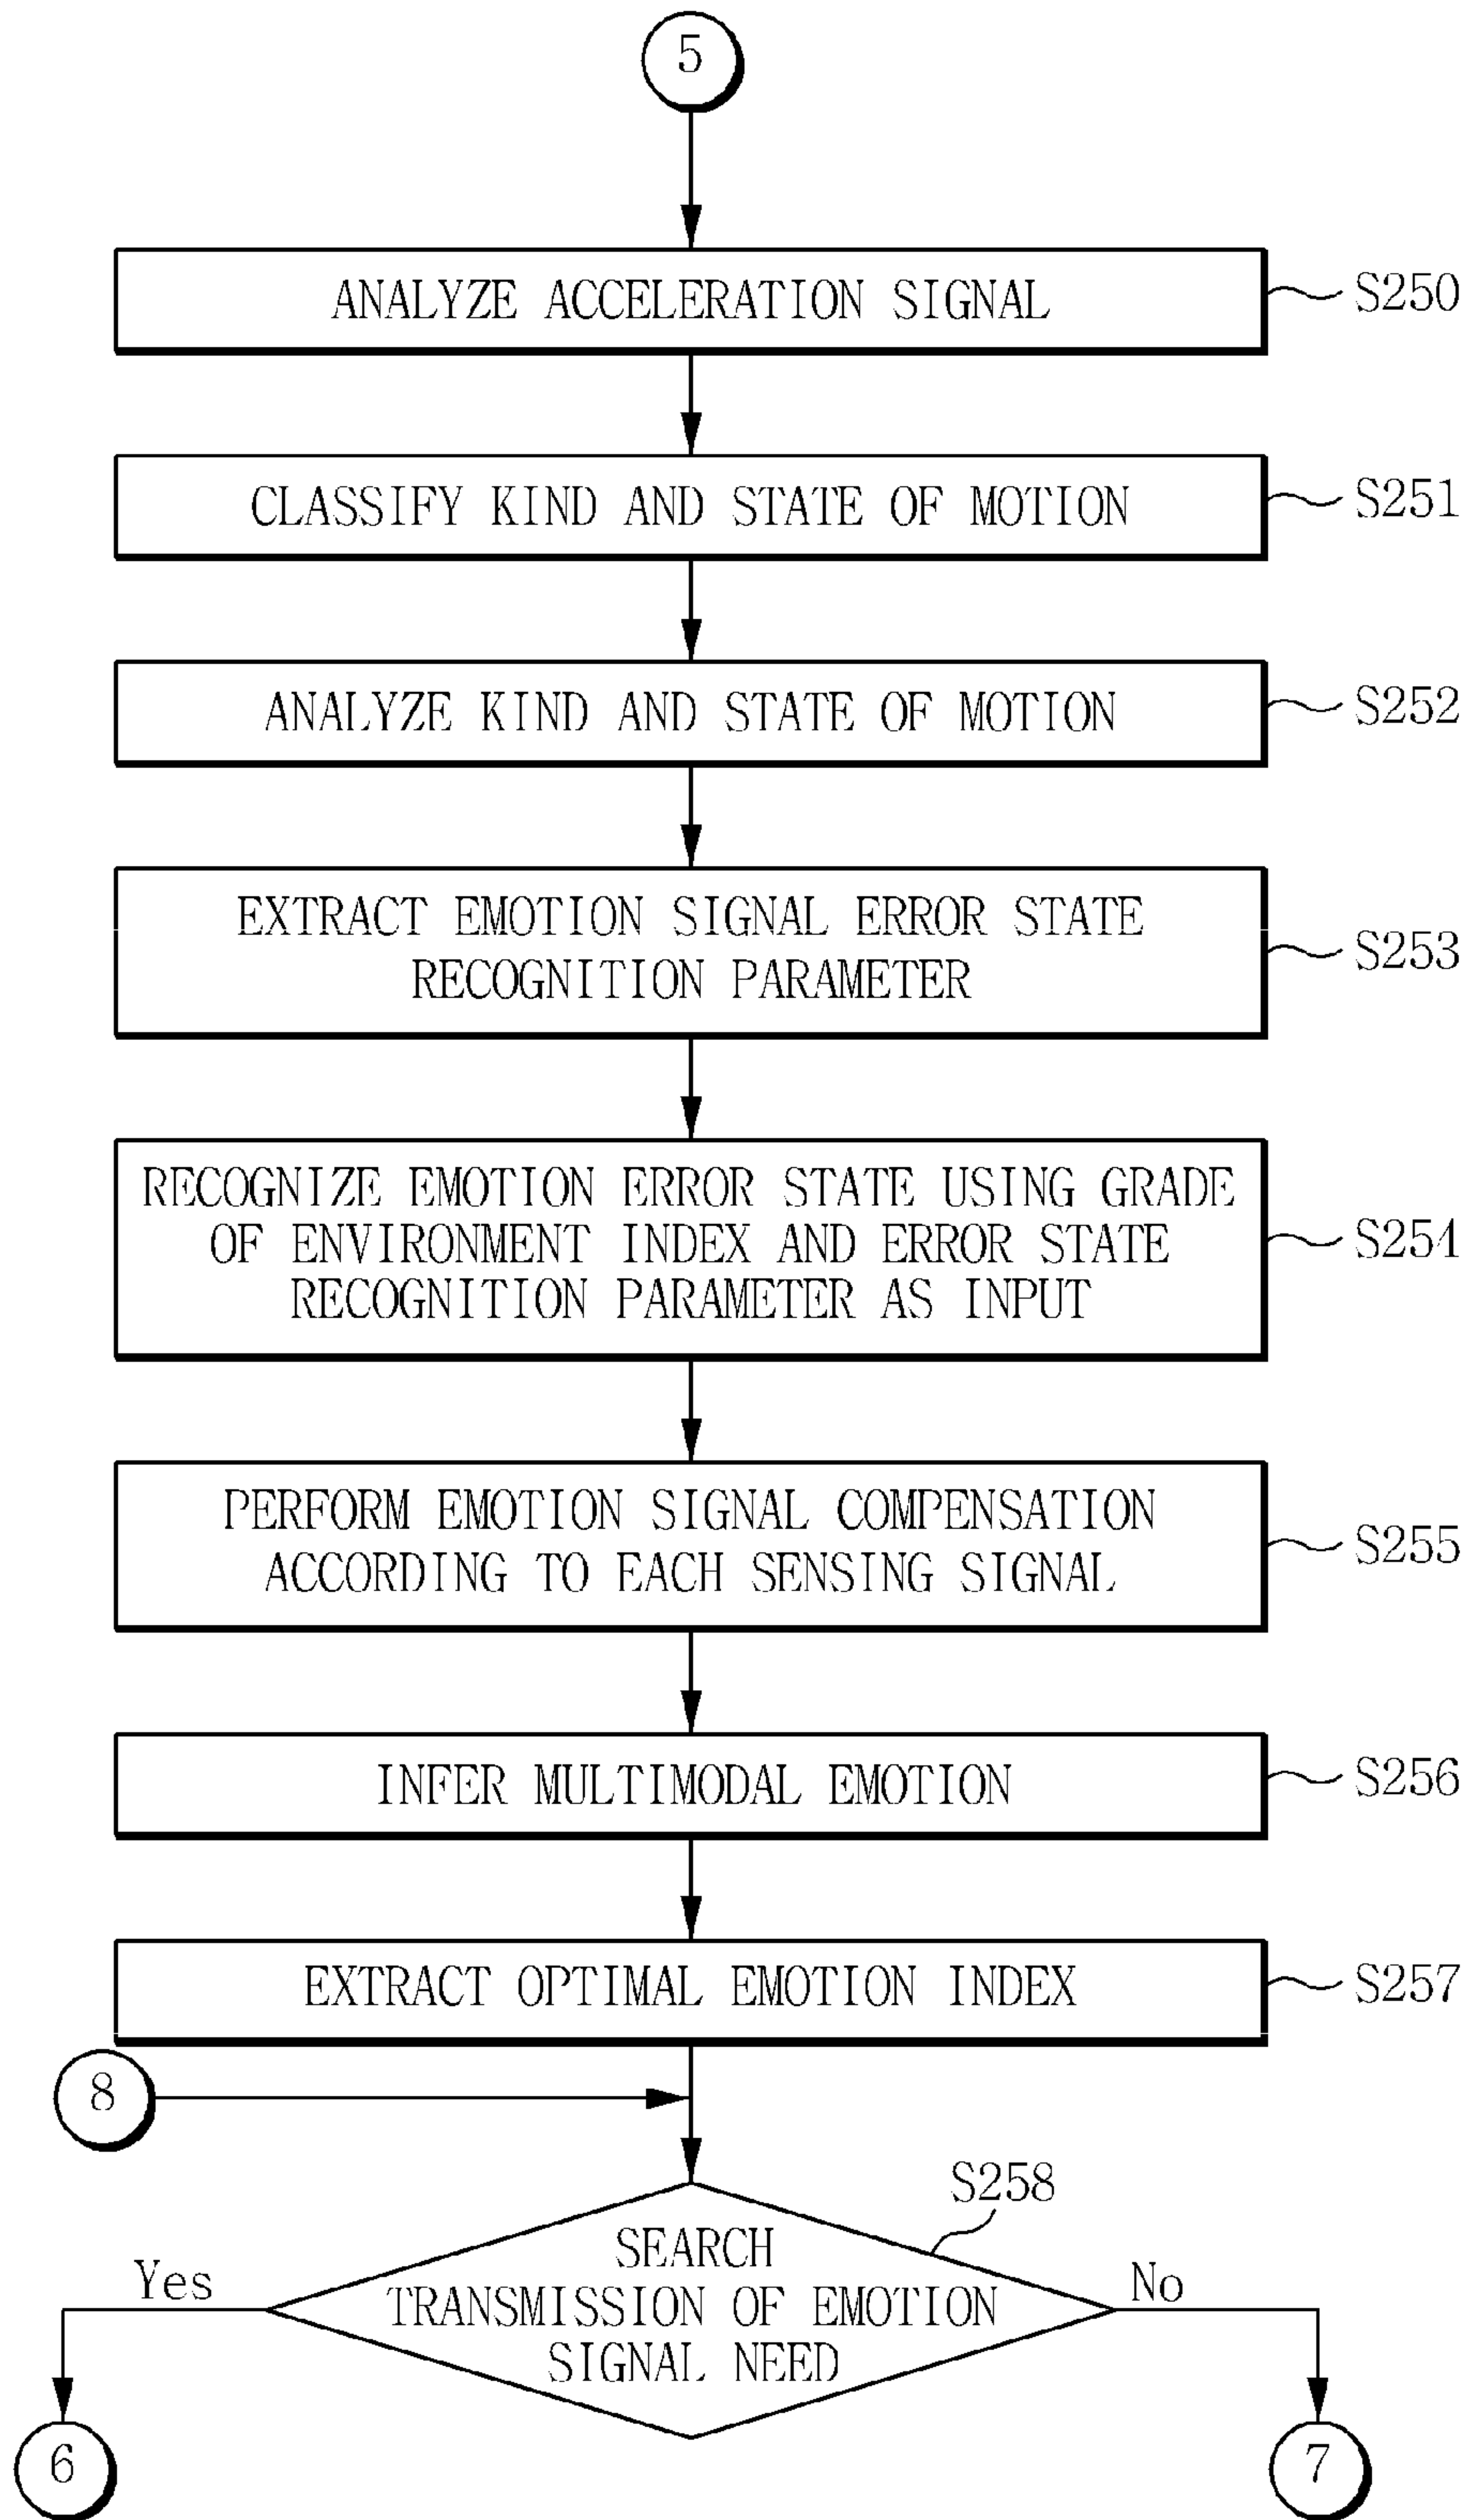 5
ANALYZE ACCELERATION SIGNAL
S250
CLASSIFY KIND AND STATE OF MOTION
S251
ANALYZE KIND AND STATE OF MOTION
S252
EXTRACT EMOTION SIGNAL ERROR STATE
RECOGNITION PARAMETER
S253
RECOGNIZE EMOTION ERROR STATE USING GRADE
OF ENVIRONMENT INDEX AND ERROR STATE
RECOGNITION PARAMETER AS INPUT
S254
PERFORM EMOTION SIGNAL COMPENSATION
ACCORDING TO EACH SENSING SIGNAL
S255
INFER MULTIMODAL EMOTION
S256
EXTRACT OPTIMAL EMOTION INDEX
S257
8
S258
SEARCH
TRANSMISSION OF EMOTION
SIGNAL NEED
Yes
No
6
7